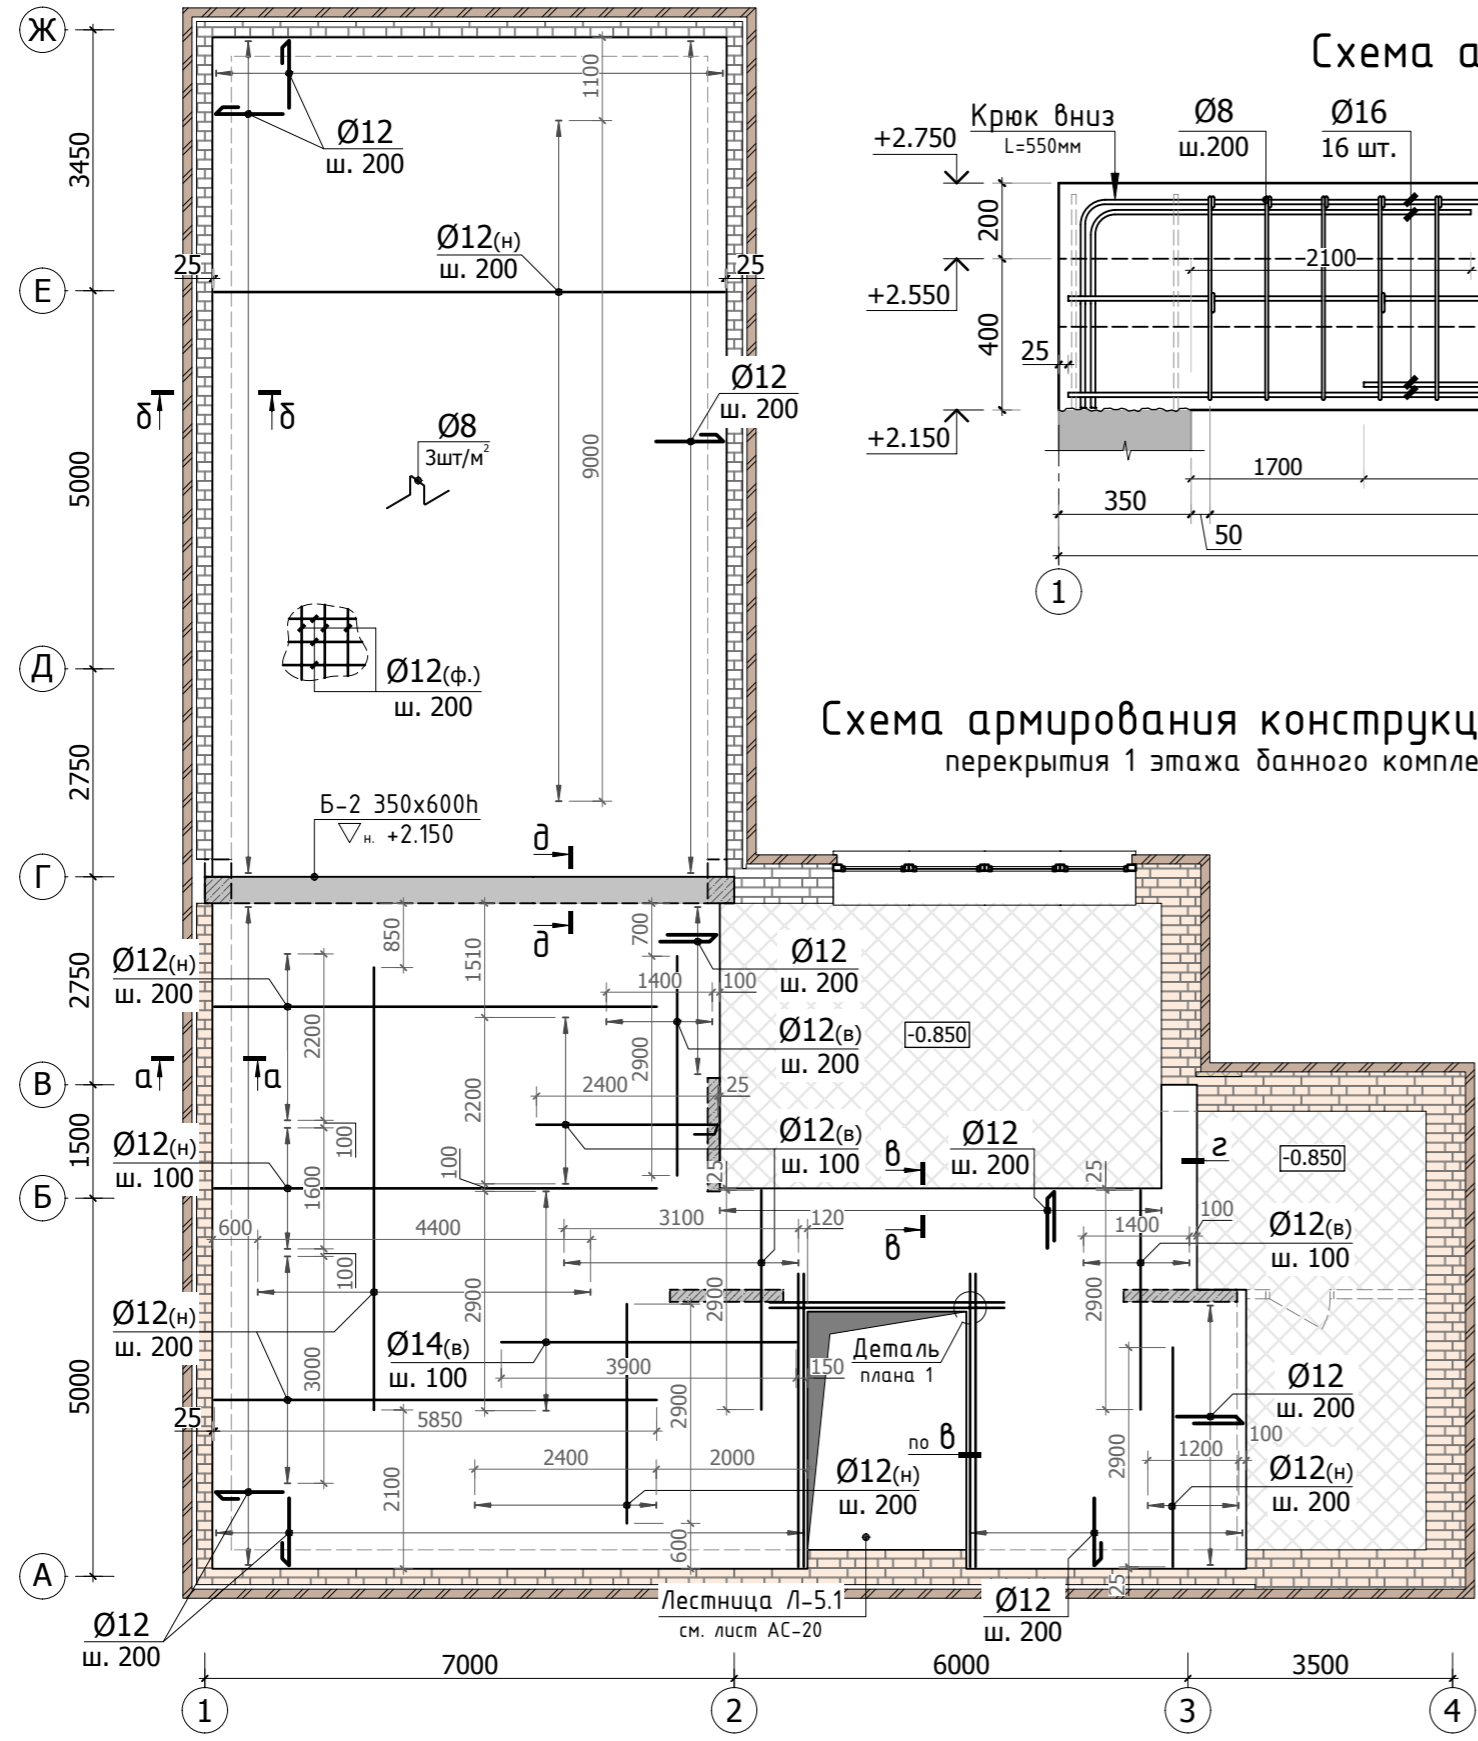 Ж
3450
Е
5000
Д
2750
Г
2750
В
1500
Б
5000
А
1100
Ø12
ш. 200
Ø12(н)
ш. 200
25
25
Ø12
ш. 200
б
б
Ø8
3шт/м²
9000
Ø12(ф.)
ш. 200
Б-2 350х600h
н. +2.150
д
д
Схема а
Крюк вниз
L=550мм
Ø8
ш.200
Ø16
16 шт.
+2.750
200
2100
+2.550
400
25
+2.150
1700
350
50
1
Схема армирования конструкц
перекрытия 1 этажа банного компле
850
1510
700
Ø12(н)
ш. 200
1400
100
Ø12
ш. 200
2200
2900
Ø12(в)
ш. 200
-0.850
а
а
2400
25
2200
Ø12(н)
ш. 100
100
100
Ø12(в)
ш. 100
в
Ø12
ш. 200
г
-0.850
1600
25
25
600
4400
3100
120
в
1400
100
Ø12(в)
ш. 100
100
2900
2900
2900
Ø12(н)
ш. 200
Ø14(в)
ш. 100
3000
3900
150
Деталь
плана 1
Ø12
ш. 200
25
5850
2900
по в
2900
1200
100
2400
2000
Ø12(н)
ш. 200
Ø12(н)
ш. 200
2100
600
25
Ø12
ш. 200
Лестница Л-5.1
см. лист АС-20
Ø12
ш. 200
7000
6000
3500
1
2
3
4